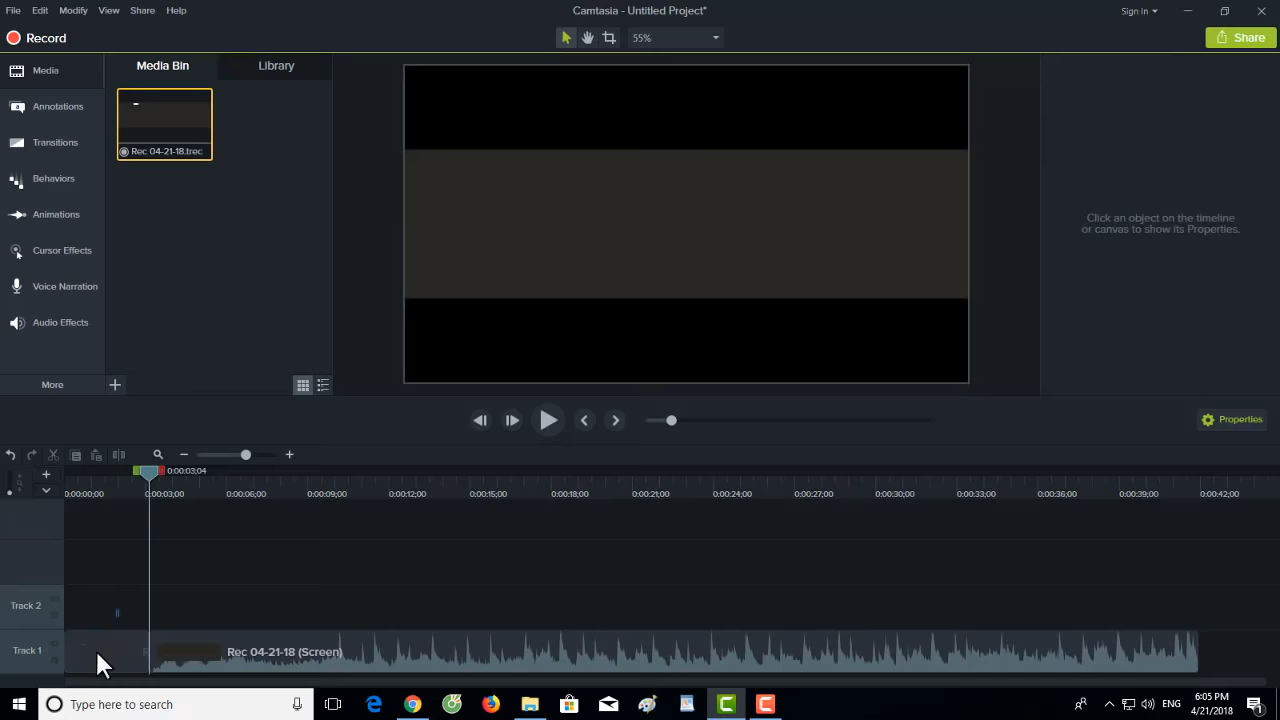 File Edit Modify View Share Help
Camtasia - Untitled Project*
Sign In
Record
55%
Share
Media
Annotations
Transitions
Behaviors
Animations
Cursor Effects
Voice Narration
Audio Effects
More
Media Bin
Library
Rec 04-21-18.trec
Click an object on the timeline
or canvas to show its Properties.
Properties
0:00:03;04
0:00:00;00 0:00:03;00 0:00:06;00 0:00:09;00 0:00:12;00 0:00:15;00 0:00:18;00 0:00:21;00 0:00:24;00 0:00:27;00 0:00:30;00 0:00:33;00 0:00:36;00 0:00:39;00 0:00:42;00
Track 2
Track 1
Rec 04-21-18 (Screen)
Type here to search
ENG
6:05 PM
4/21/2018
1